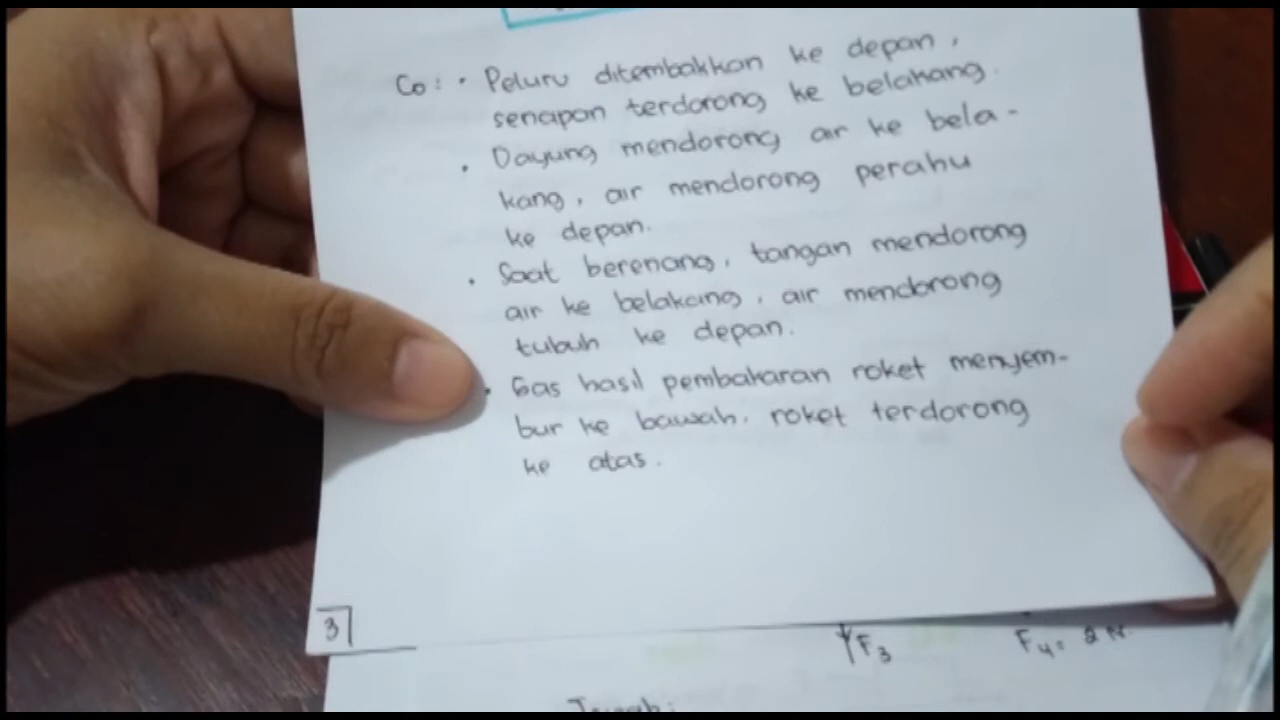 Co: • Peluru ditembakkan ke depan,
senapan terdorong ke belakang.
• Dayung mendorong air ke bela-
kang, air mendorong perahu
ke depan.
• Saat berenang, tangan mendorong
air ke belakang, air mendorong
tubuh ke depan.
• Gas hasil pembakaran roket menyem-
bur ke bawah, roket terdorong
ke atas.
3
F3
F4 = 2 N